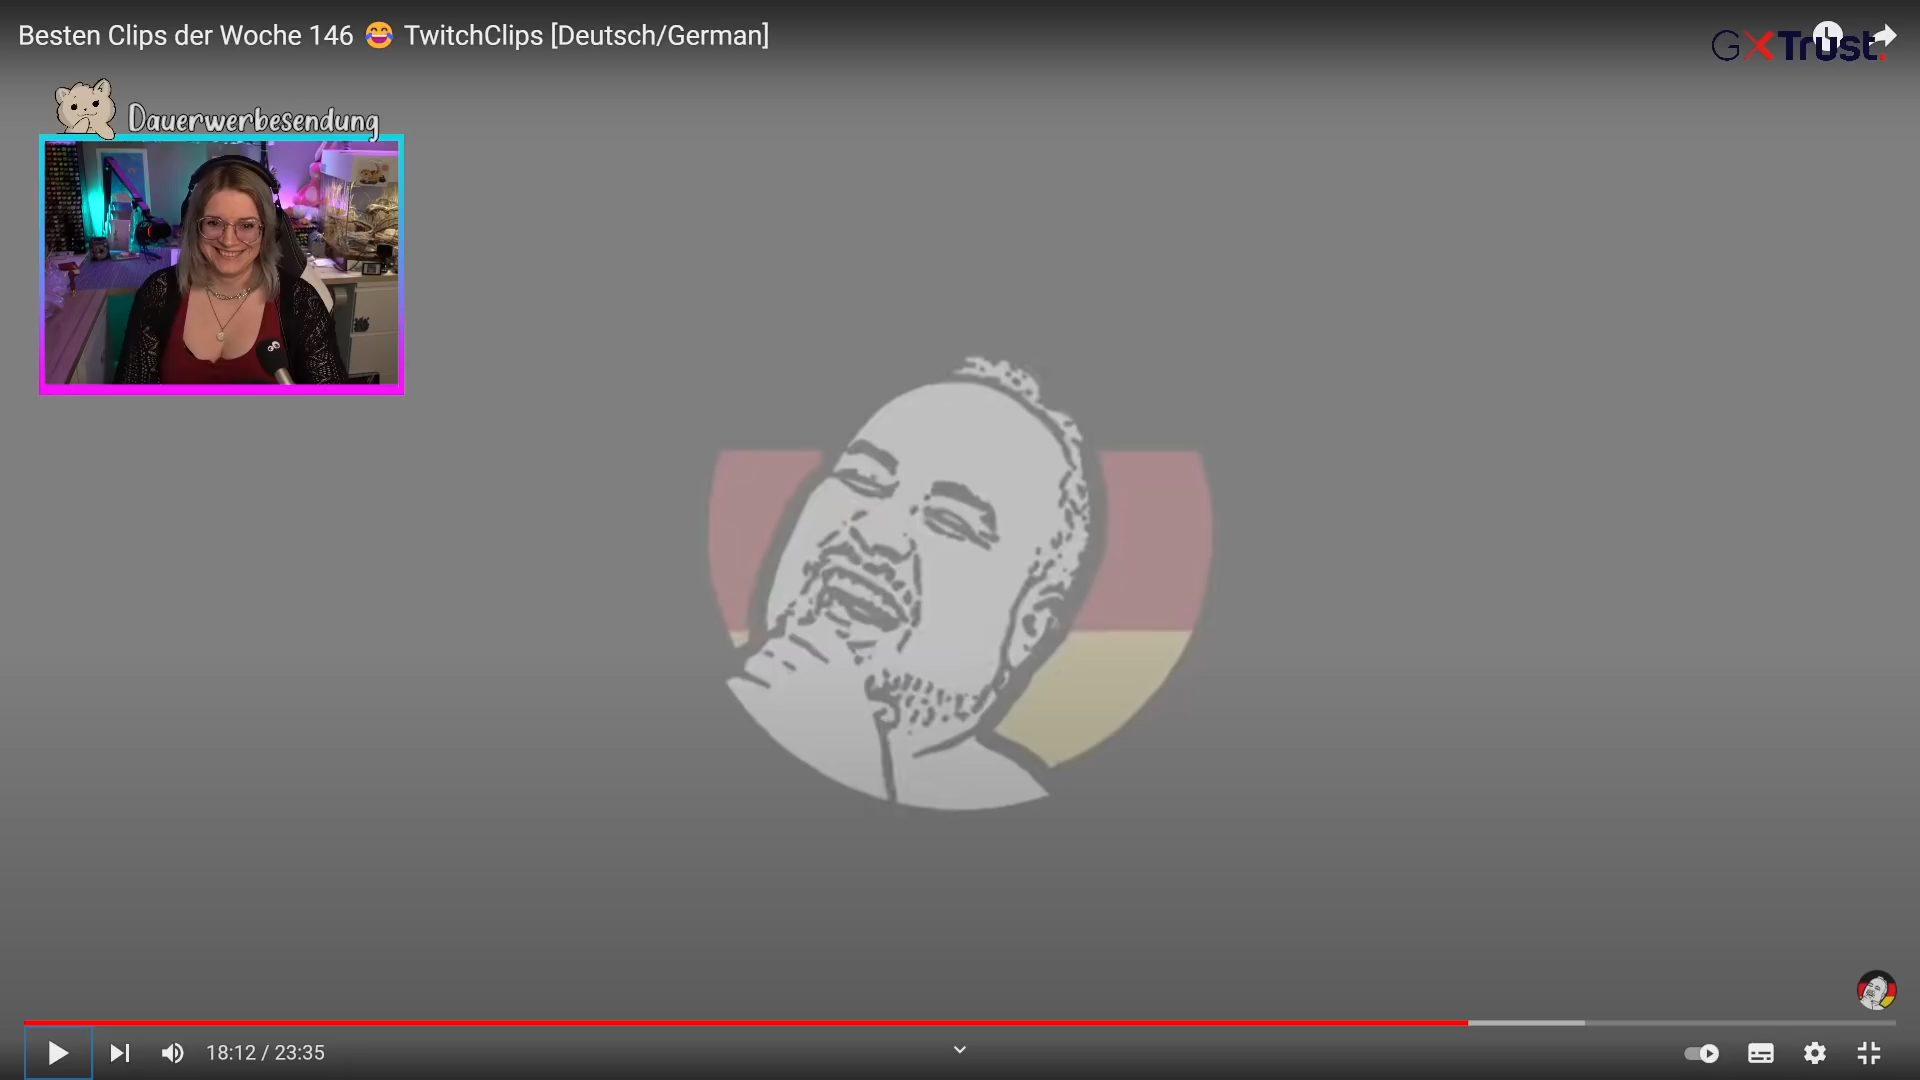 Besten Clips der Woche 146 😂 TwitchClips [Deutsch/German]
GXTrust.
Dauerwerbesendung
18:12 / 23:35